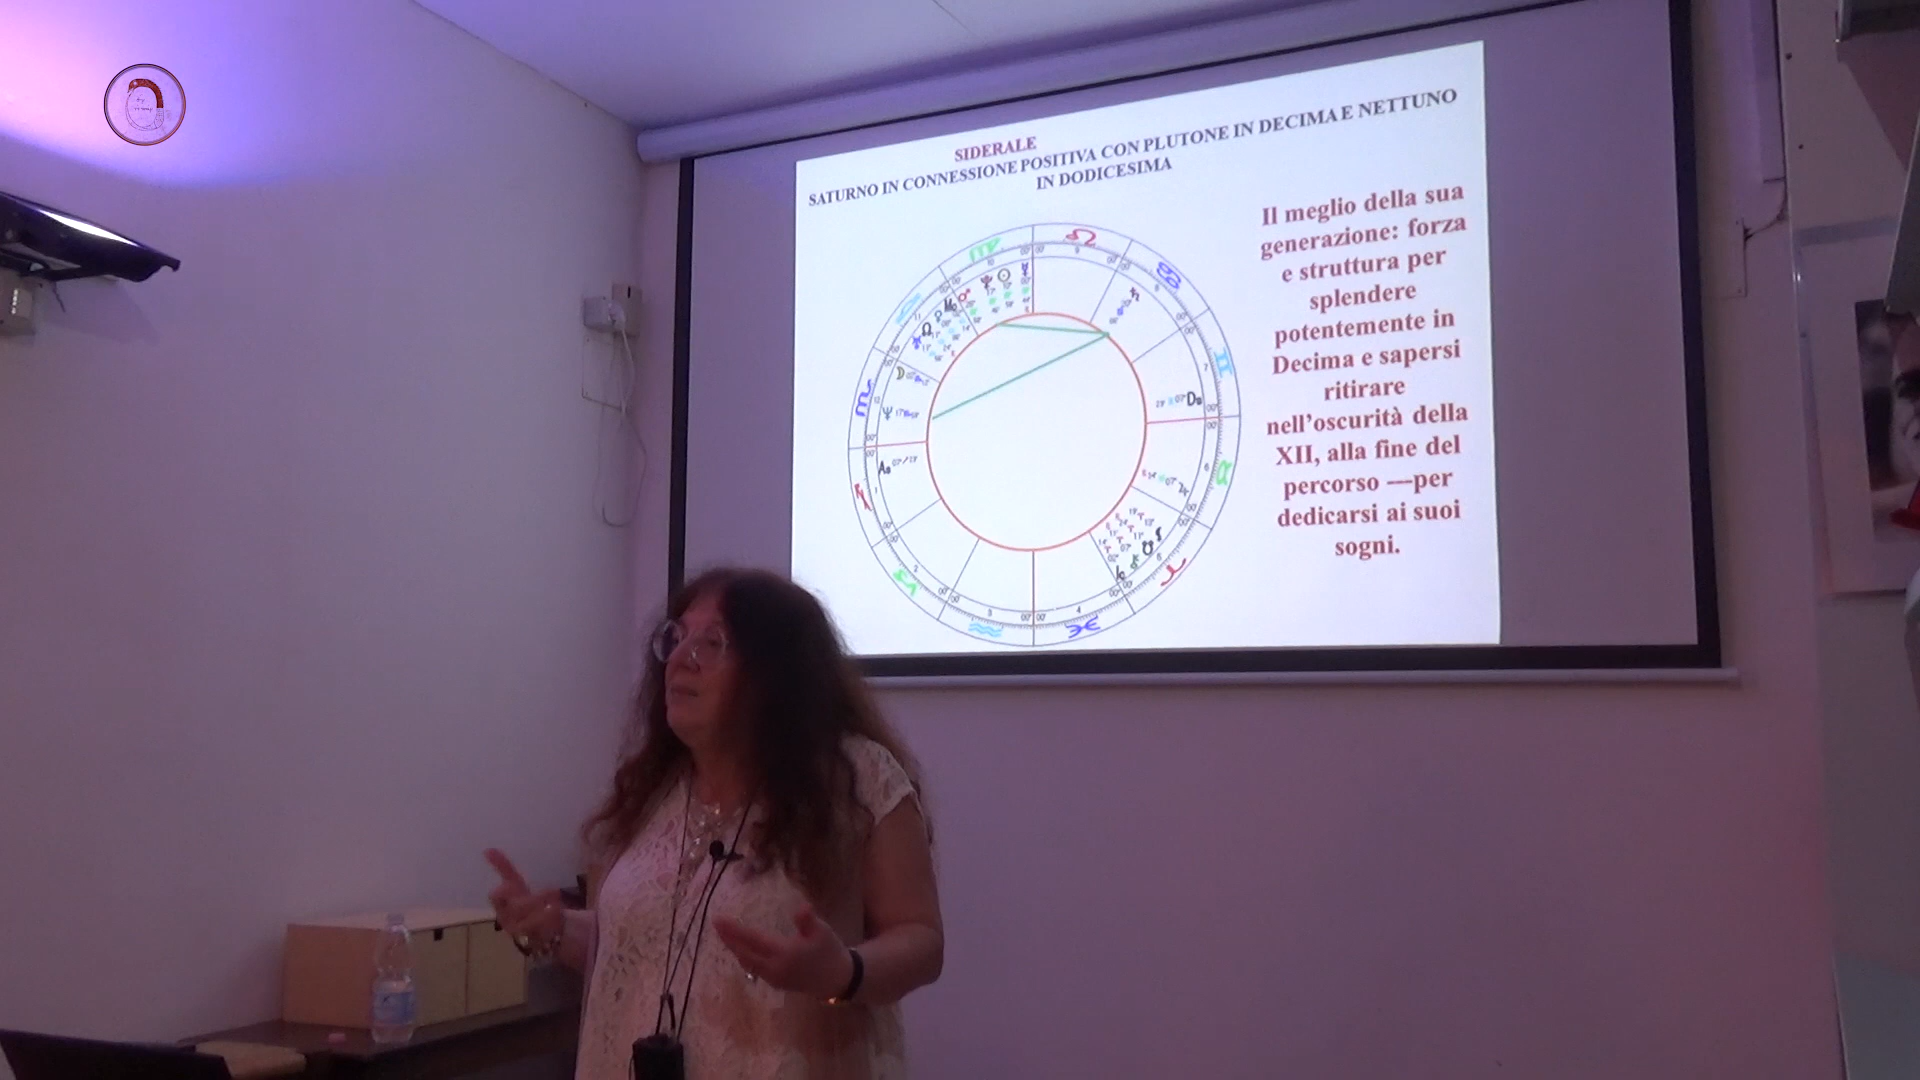 SIDERALE
SATURNO IN CONNESSIONE POSITIVA CON PLUTONE IN DECIMA E NETTUNO
IN DODICESIMA
Il meglio della sua
generazione: forza
e struttura per
splendere
potentemente in
Decima e sapersi
ritirare
nell'oscurità della
XII, alla fine del
percorso —per
dedicarsi ai suoi
sogni.